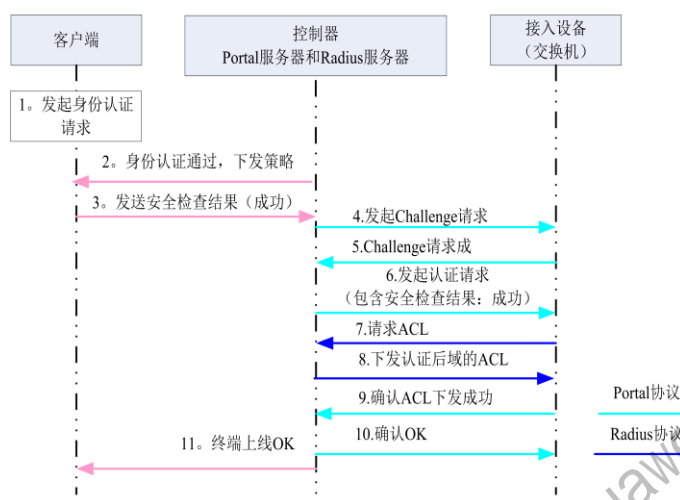 客户端
控制器
Portal服务器和Radius服务器
接入设备
（交换机）
1。发起身份认证
请求
2。身份认证通过，下发策略
3。发送安全检查结果（成功）
4.发起Challenge请求
5.Challenge请求成
6.发起认证请求
（包含安全检查结果：成功）
7.请求ACL
8.下发认证后域的ACL
9.确认ACL下发成功
Portal协议
10.确认OK
Radius协议
11。终端上线OK